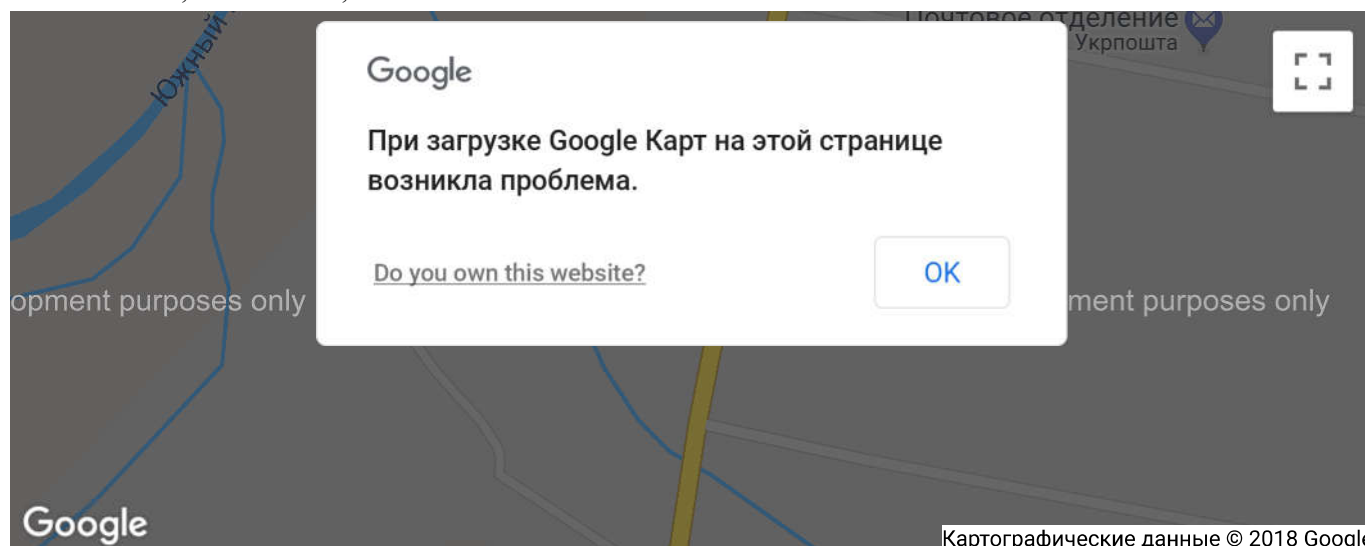 Южный
Почтовое отделение
Укрпошта
Google
При загрузке Google Карт на этой странице
возникла проблема.
Do you own this website?
OK
opment purposes only
ment purposes only
Google
Картографические данные © 2018 Google